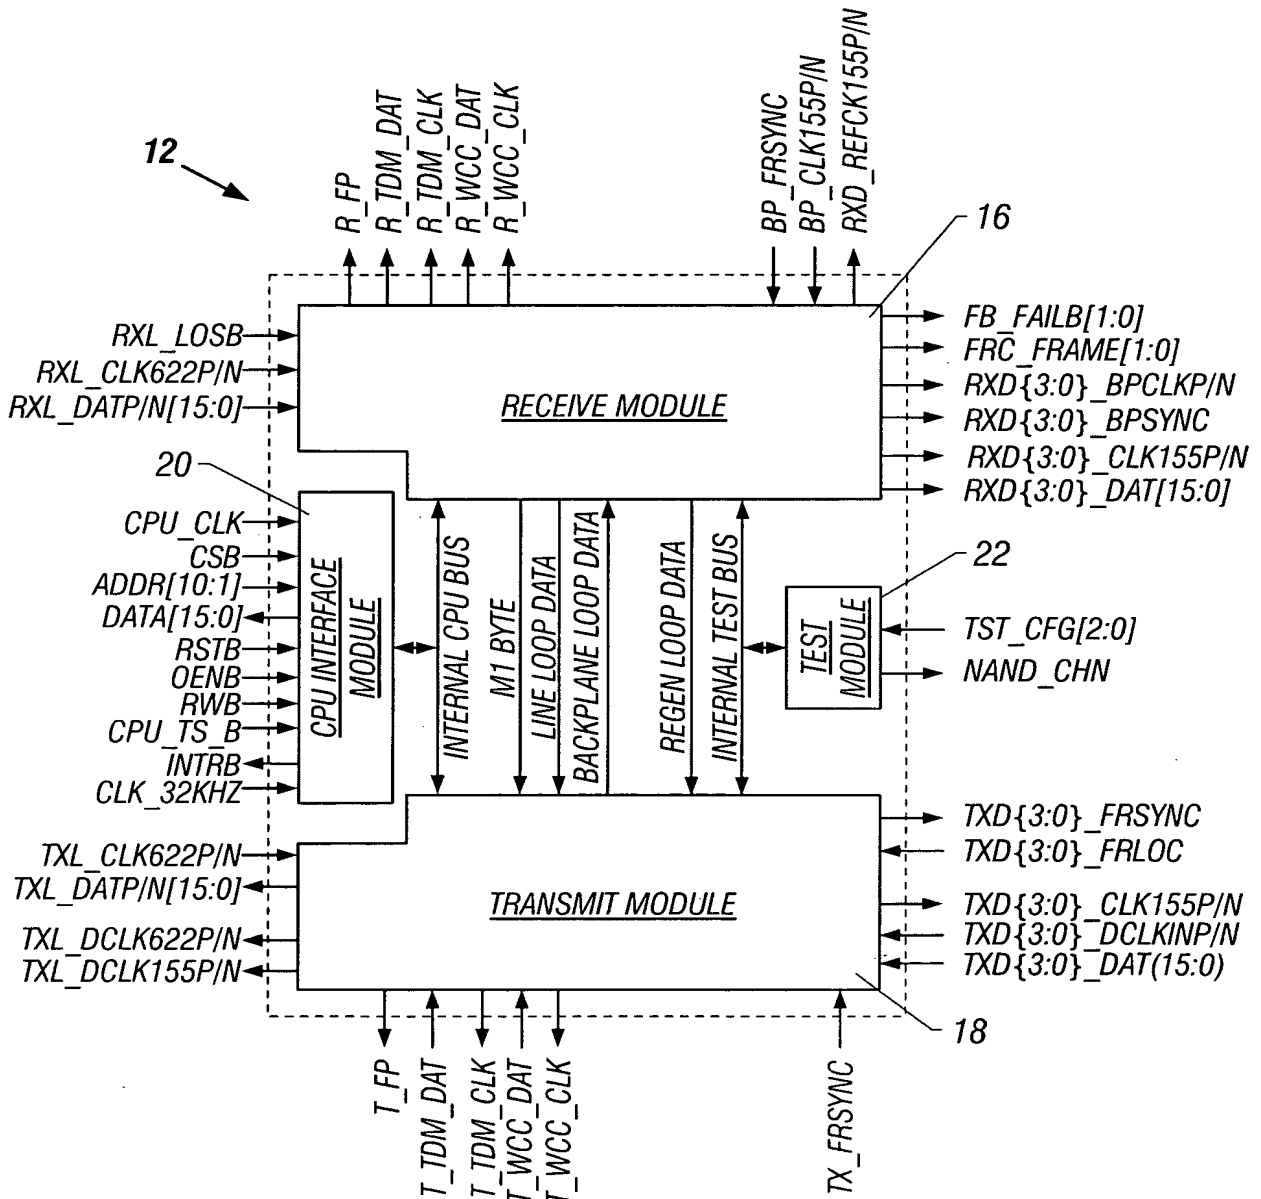 12
R_FP
R_TDM_DAT
R_TDM_CLK
R_WCC_DAT
R_WCC_CLK
BP_FRSYNC
BP_CLK155P/N
RXD_REFCK155P/N
16
RXL_LOSB
RXL_CLK622P/N
RXL_DATP/N[15:0]
RECEIVE MODULE
FB_FAILB[1:0]
FRC_FRAME[1:0]
RXD{3:0}_BPCLKP/N
RXD{3:0}_BPSYNC
RXD{3:0}_CLK155P/N
RXD{3:0}_DAT[15:0]
20
CPU_CLK
CSB
ADDR[10:1]
DATA[15:0]
RSTB
OENB
RWB
CPU_TS_B
INTRB
CLK_32KHZ
CPU INTERFACE
MODULE
INTERNAL CPU BUS
M1 BYTE
LINE LOOP DATA
BACKPLANE LOOP DATA
REGEN LOOP DATA
INTERNAL TEST BUS
TEST
MODULE
22
TST_CFG[2:0]
NAND_CHN
TXL_CLK622P/N
TXL_DATP/N[15:0]
TXL_DCLK622P/N
TXL_DCLK155P/N
TRANSMIT MODULE
TXD{3:0}_FRSYNC
TXD{3:0}_FRLOC
TXD{3:0}_CLK155P/N
TXD{3:0}_DCLKINP/N
TXD{3:0}_DAT(15:0)
18
T_FP
T_TDM_DAT
T_TDM_CLK
T_WCC_DAT
T_WCC_CLK
TX_FRSYNC